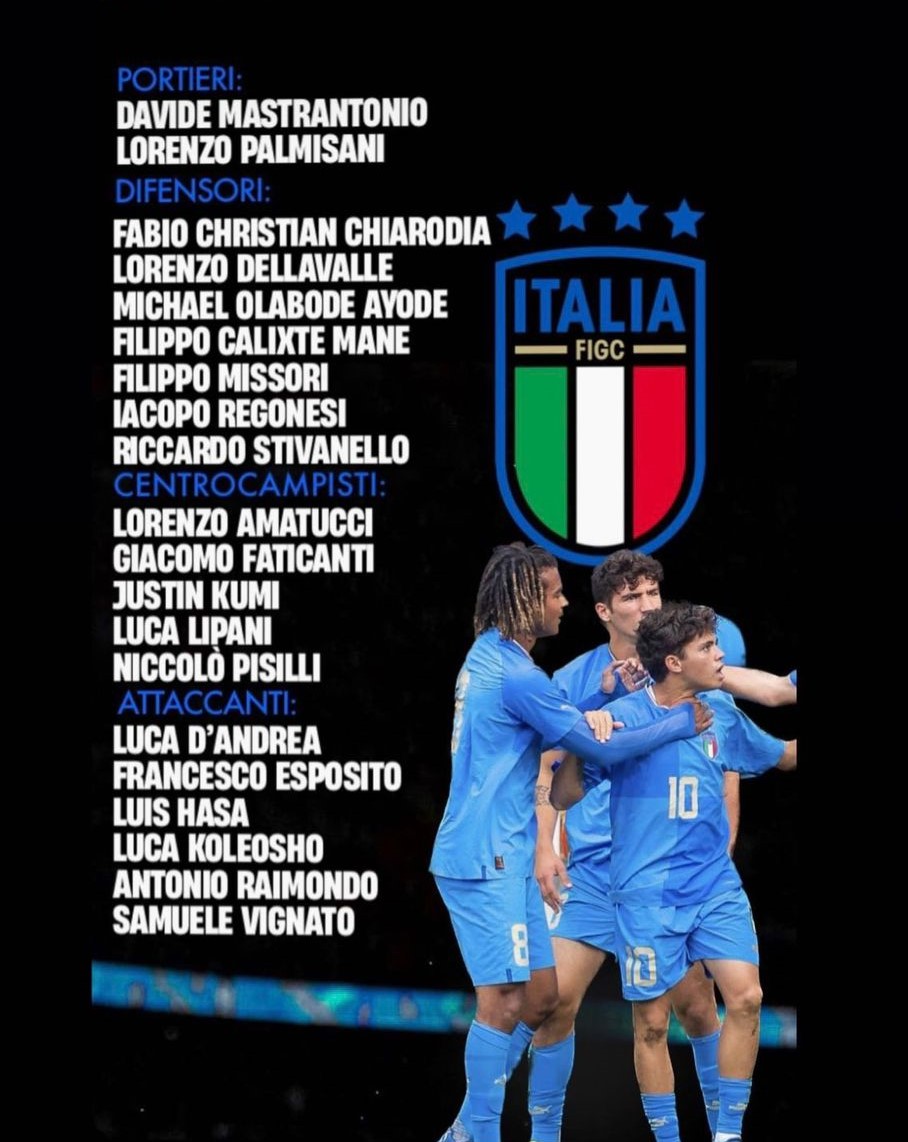 PORTIERI:
DAVIDE MASTRANTONIO
LORENZO PALMISANI
DIFENSORI:
FABIO CHRISTIAN CHIARODIA
LORENZO DELLAVALLE
MICHAEL OLABODE AYODE
FILIPPO CALIXTE MANE
FILIPPO MISSORI
IACOPO REGONESI
RICCARDO STIVANELLO
CENTROCAMPISTI:
LORENZO AMATUCCI
GIACOMO FATICANTI
JUSTIN KUMI
LUCA LIPANI
NICCOLÒ PISILLI
ATTACCANTI:
LUCA D'ANDREA
FRANCESCO ESPOSITO
LUIS HASA
LUCA KOLEOSHO
ANTONIO RAIMONDO
SAMUELE VIGNATO
ITALIA
FIGC
10
8
10